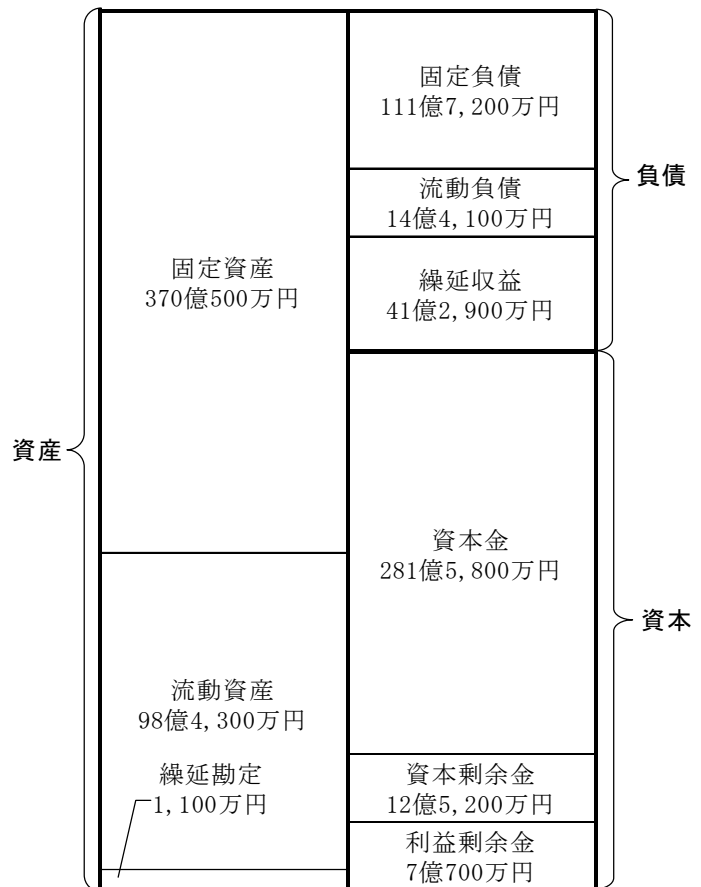 資産
固定資産
370億500万円
流動資産
98億4,300万円
繰延勘定
1,100万円
固定負債
111億7,200万円
流動負債
14億4,100万円
繰延収益
41億2,900万円
負債
資本金
281億5,800万円
資本剰余金
12億5,200万円
利益剰余金
7億700万円
資本